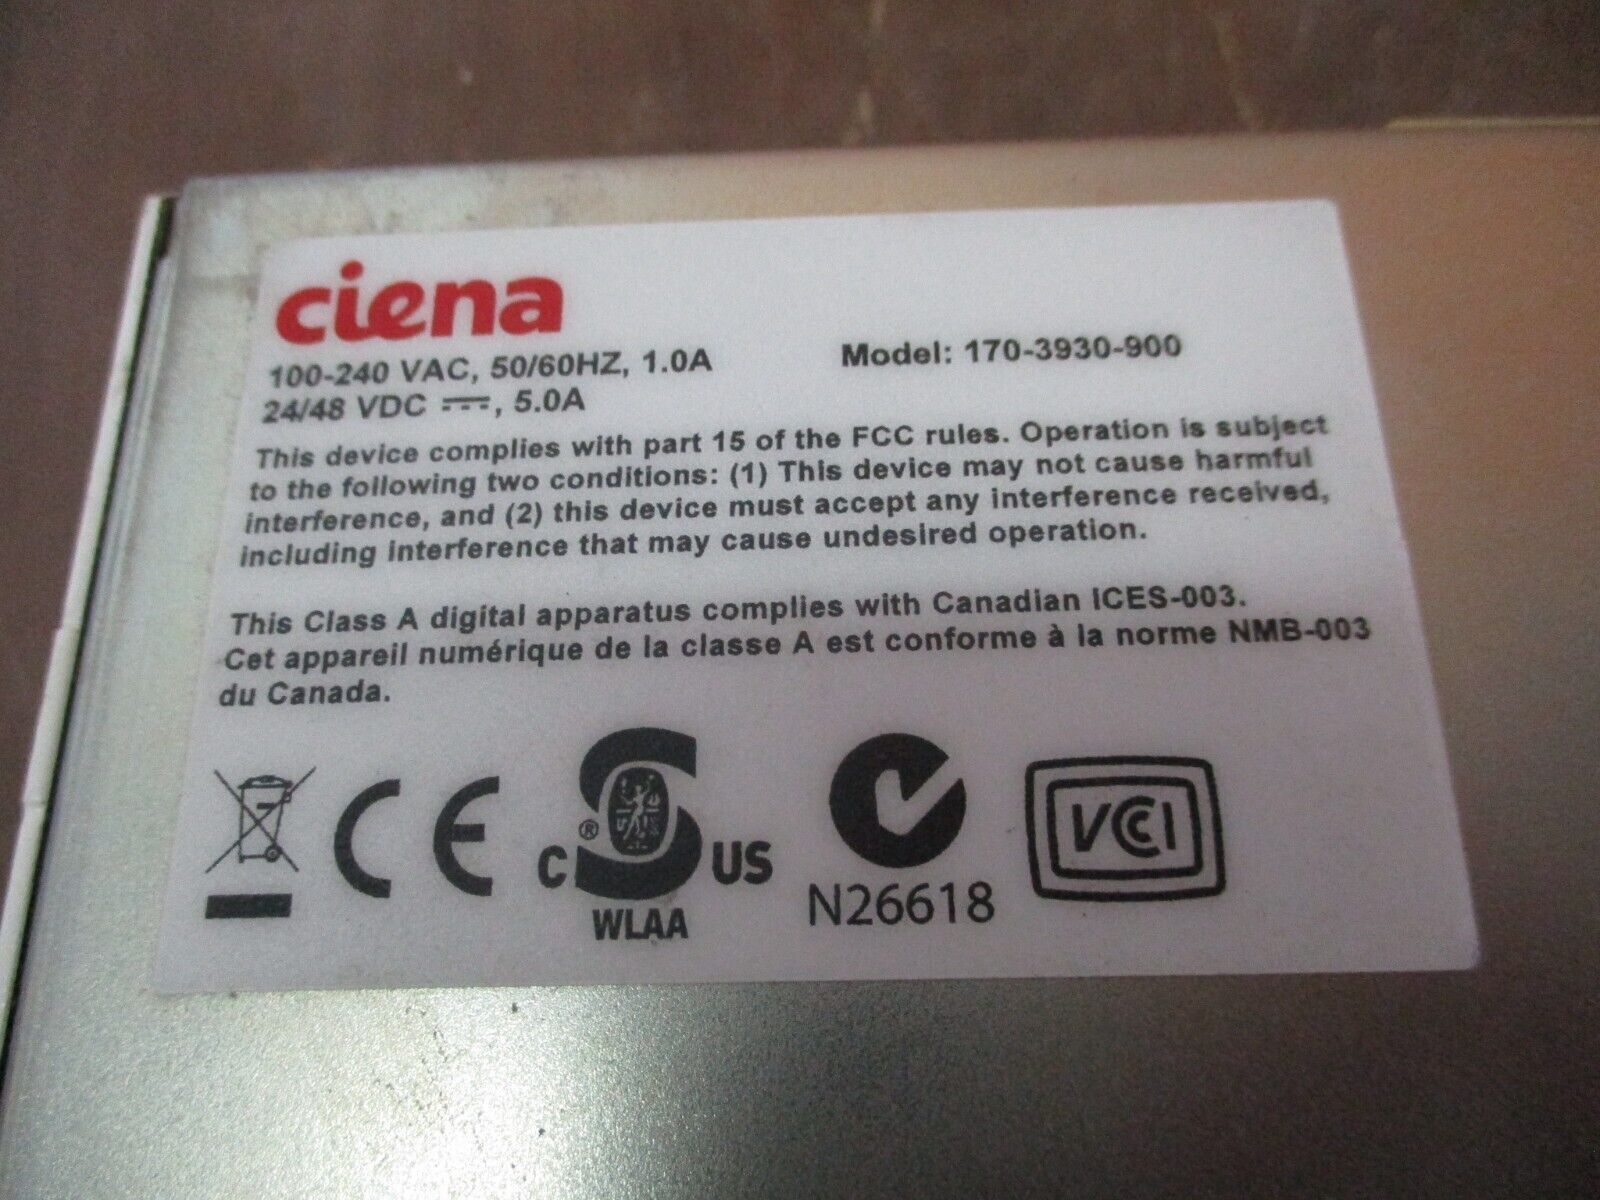 ciena
100-240 VAC, 50/60HZ, 1.0A Model: 170-3930-900
24/48 VDC ⎓, 5.0A
This device complies with part 15 of the FCC rules. Operation is subject
to the following two conditions: (1) This device may not cause harmful
interference, and (2) this device must accept any interference received,
including interference that may cause undesired operation.
This Class A digital apparatus complies with Canadian ICES-003.
Cet appareil numérique de la classe A est conforme à la norme NMB-003
du Canada.
CE
C ® S US
WLAA
N26618
VCCI